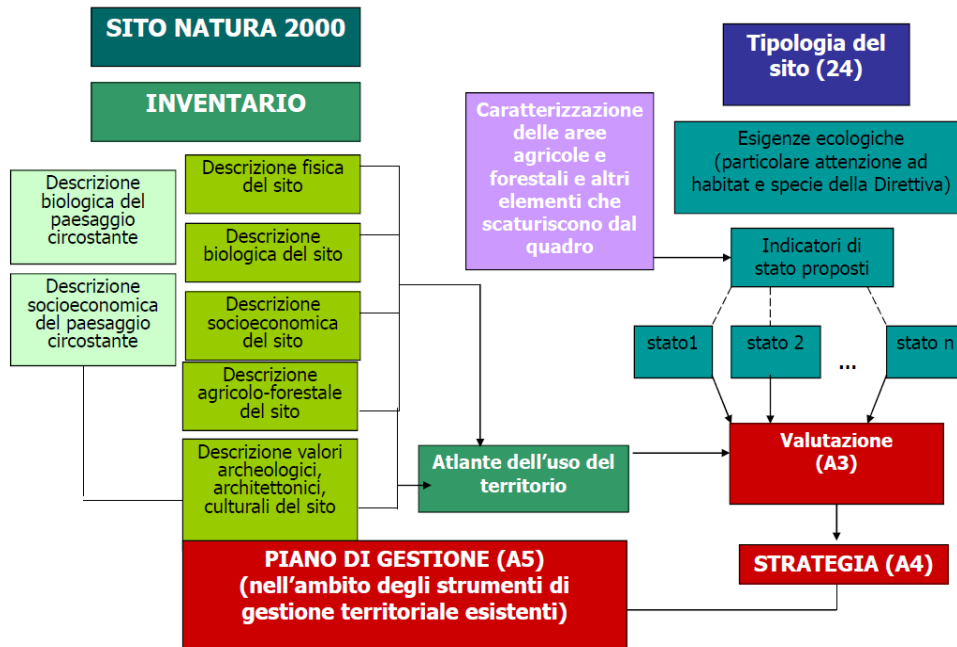 SITO NATURA 2000
INVENTARIO
Descrizione
biologica del
paesaggio
circostante
Descrizione
socioeconomica
del paesaggio
circostante
Descrizione fisica
del sito
Descrizione
biologica del sito
Descrizione
socioeconomica
del sito
Descrizione
agricolo-forestale
del sito
Descrizione valori
archeologici,
architettonici,
culturali del sito
Caratterizzazione
delle aree
agricole e
forestali e altri
elementi che
scaturiscono dal
quadro
Tipologia del
sito (24)
Esigenze ecologiche
(particolare attenzione ad
habitat e specie della Direttiva)
Indicatori di
stato proposti
stato1
stato 2
...
stato n
Atlante dell’uso del
territorio
Valutazione
(A3)
STRATEGIA (A4)
PIANO DI GESTIONE (A5)
(nell’ambito degli strumenti di
gestione territoriale esistenti)